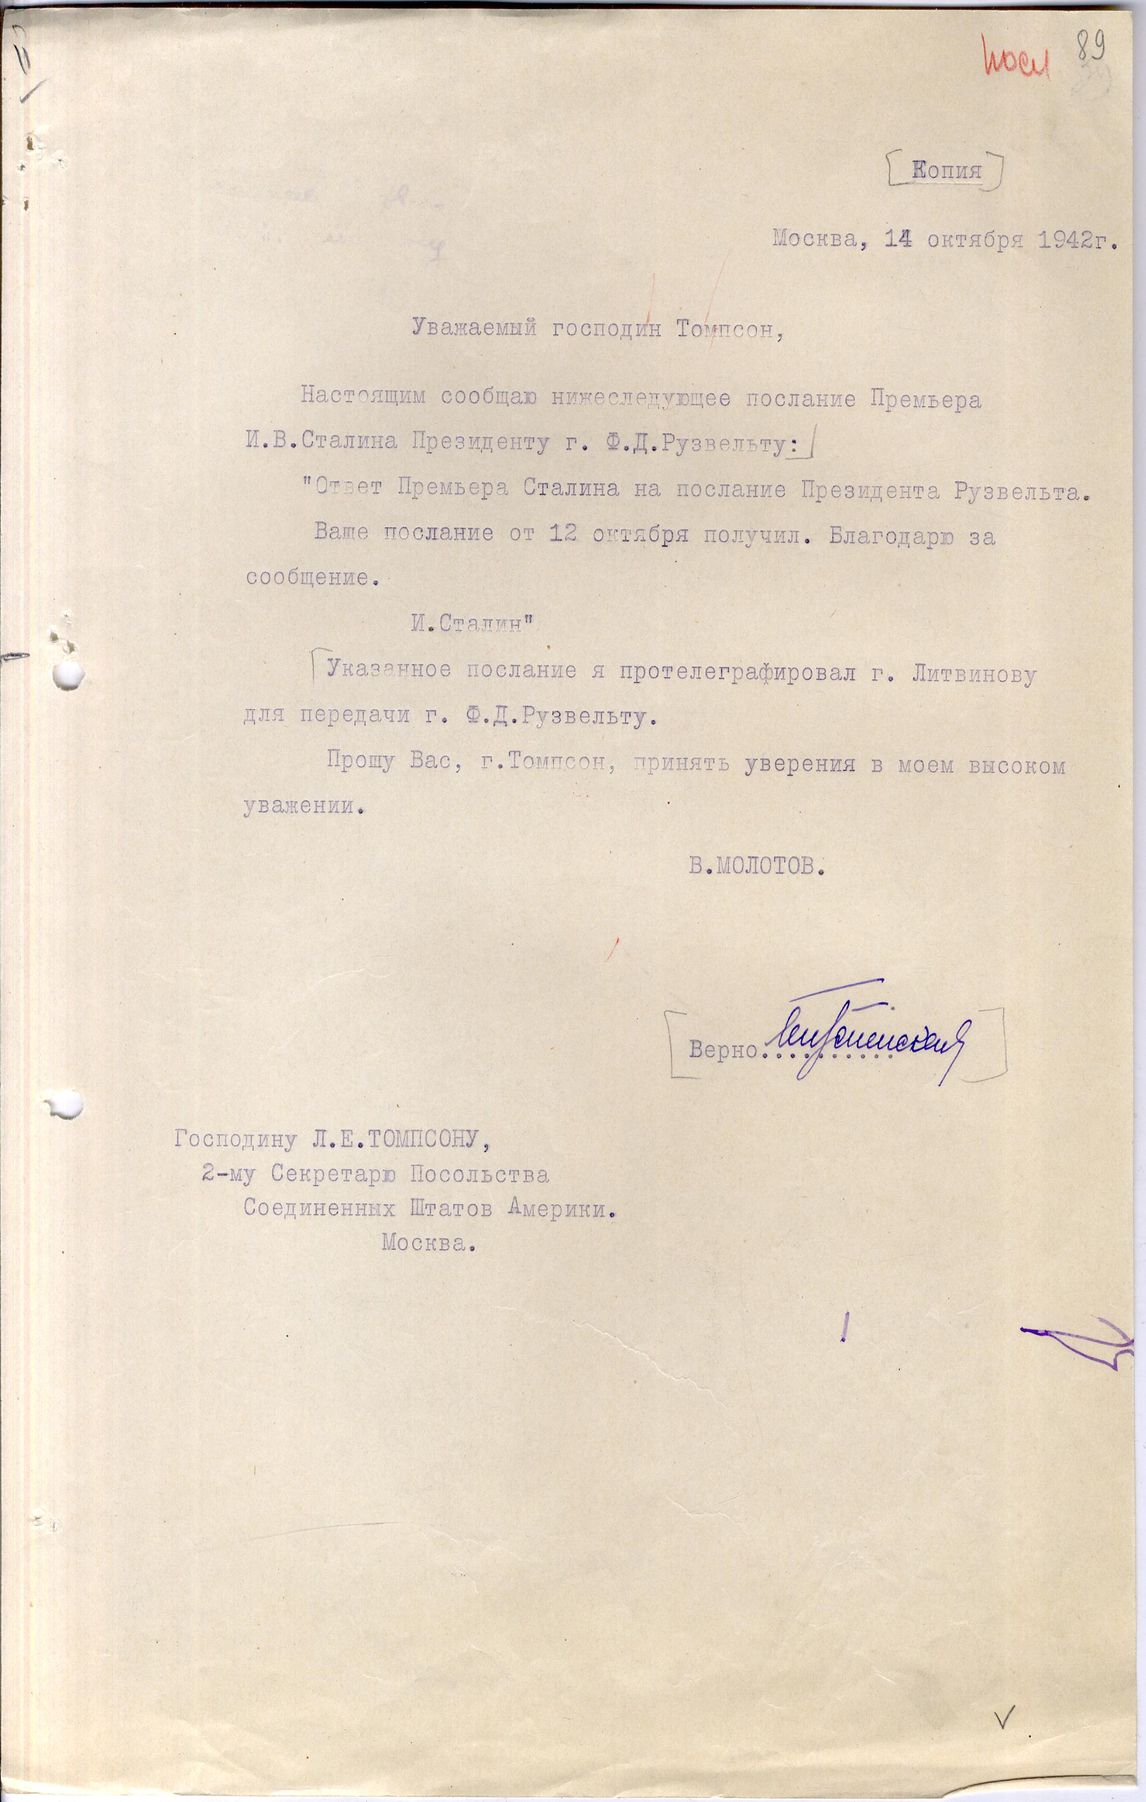 посл 89
[Копия]
Москва, 14 октября 1942г.
Уважаемый господин Томпсон,
Настоящим сообщаю нижеследующее послание Премьера
И.В.Сталина Президенту г. Ф.Д.Рузвельту:
"Ответ Премьера Сталина на послание Президента Рузвельта.
Ваше послание от 12 октября получил. Благодарю за
сообщение.
И.Сталин"
Указанное послание я протелеграфировал г. Литвинову
для передачи г. Ф.Д.Рузвельту.
Прошу Вас, г.Томпсон, принять уверения в моем высоком
уважении.
В.МОЛОТОВ.
[Верно..........]
Господину Л.Е.ТОМПСОНУ,
2-му Секретарю Посольства
Соединенных Штатов Америки.
Москва.